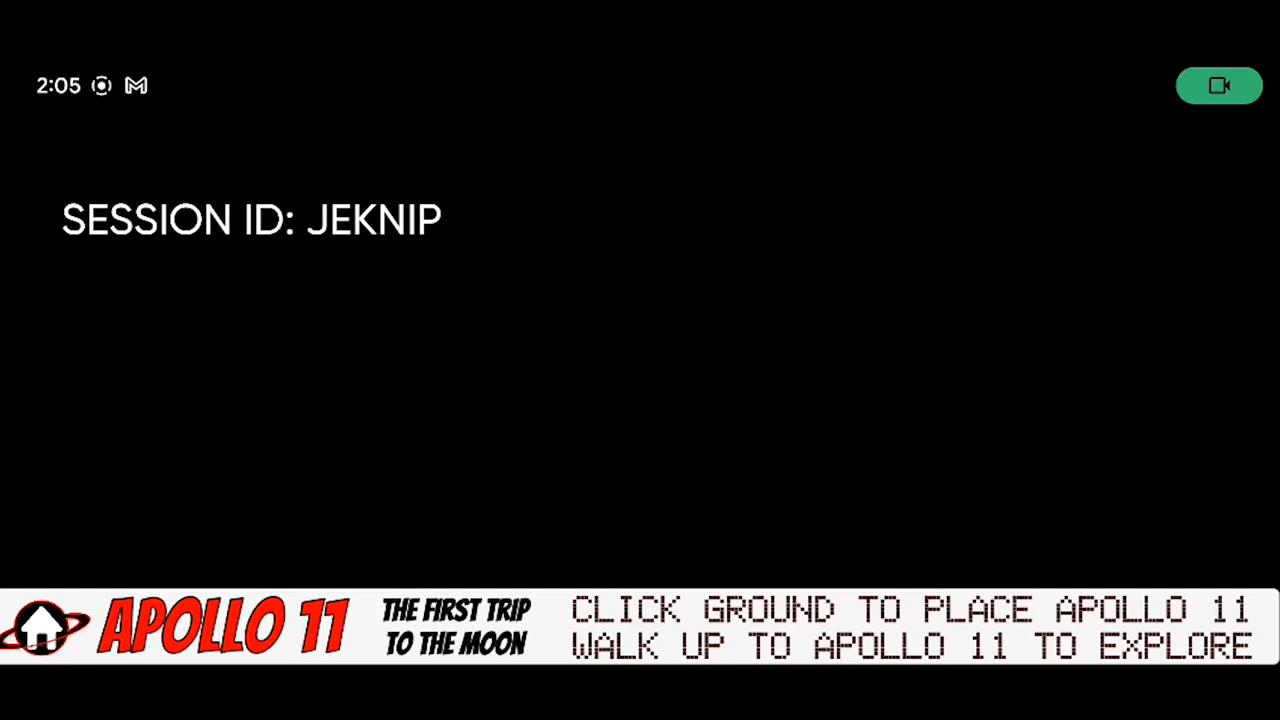 2:05
SESSION ID: JEKNIP
APOLLO 11
THE FIRST TRIP
TO THE MOON
CLICK GROUND TO PLACE APOLLO 11
WALK UP TO APOLLO 11 TO EXPLORE